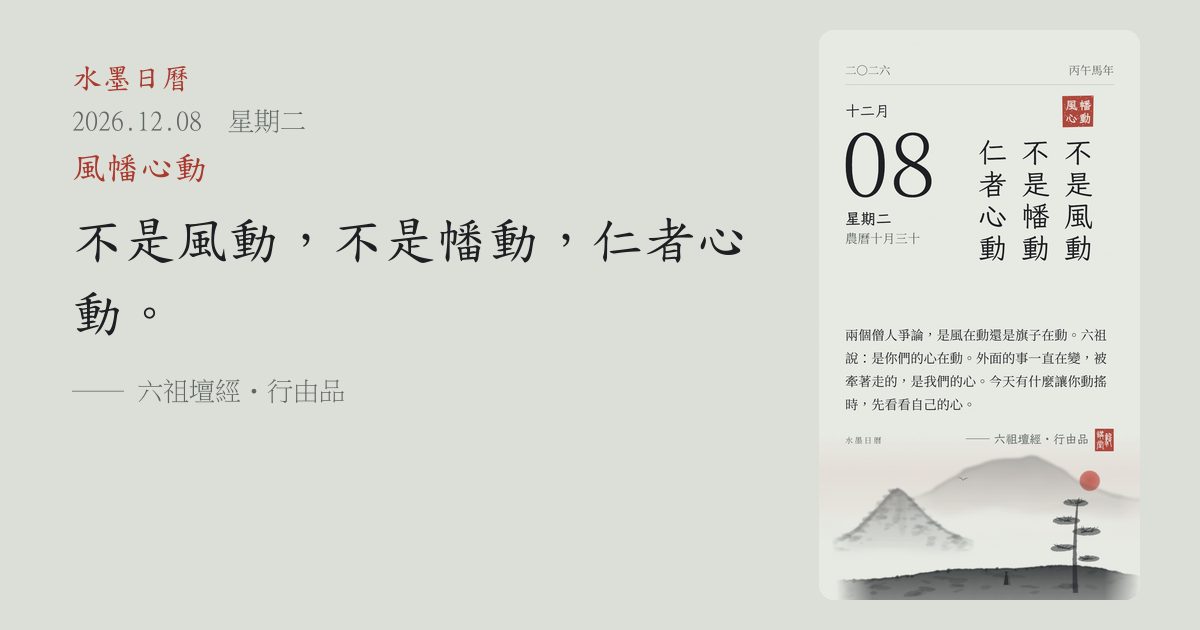 水墨日曆
2026.12.08　星期二
風幡心動
不是風動，不是幡動，仁者心
動。
—— 六祖壇經・行由品
二〇二六
丙午馬年
十二月
08
星期二
農曆十月三十
風幡
心動
不是風動
不是幡動
仁者心動
兩個僧人爭論，是風在動還是旗子在動。六祖
說：是你們的心在動。外面的事一直在變，被
牽著走的，是我們的心。今天有什麼讓你動搖
時，先看看自己的心。
水墨日曆
—— 六祖壇經・行由品